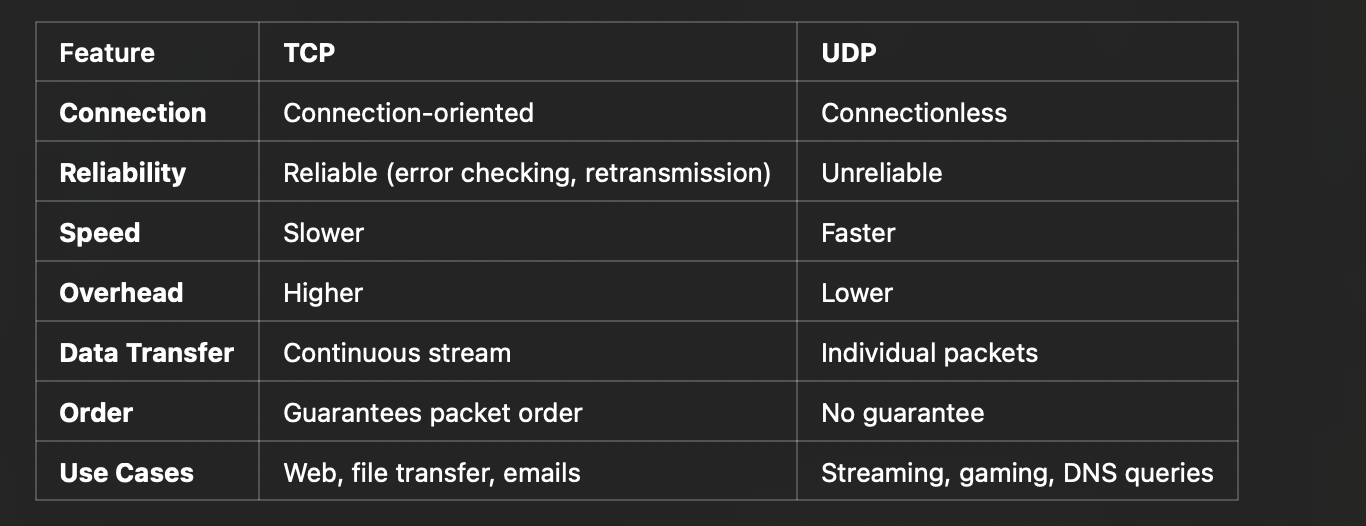 Feature TCP UDP
Connection Connection-oriented Connectionless
Reliability Reliable (error checking, retransmission) Unreliable
Speed Slower Faster
Overhead Higher Lower
Data Transfer Continuous stream Individual packets
Order Guarantees packet order No guarantee
Use Cases Web, file transfer, emails Streaming, gaming, DNS queries